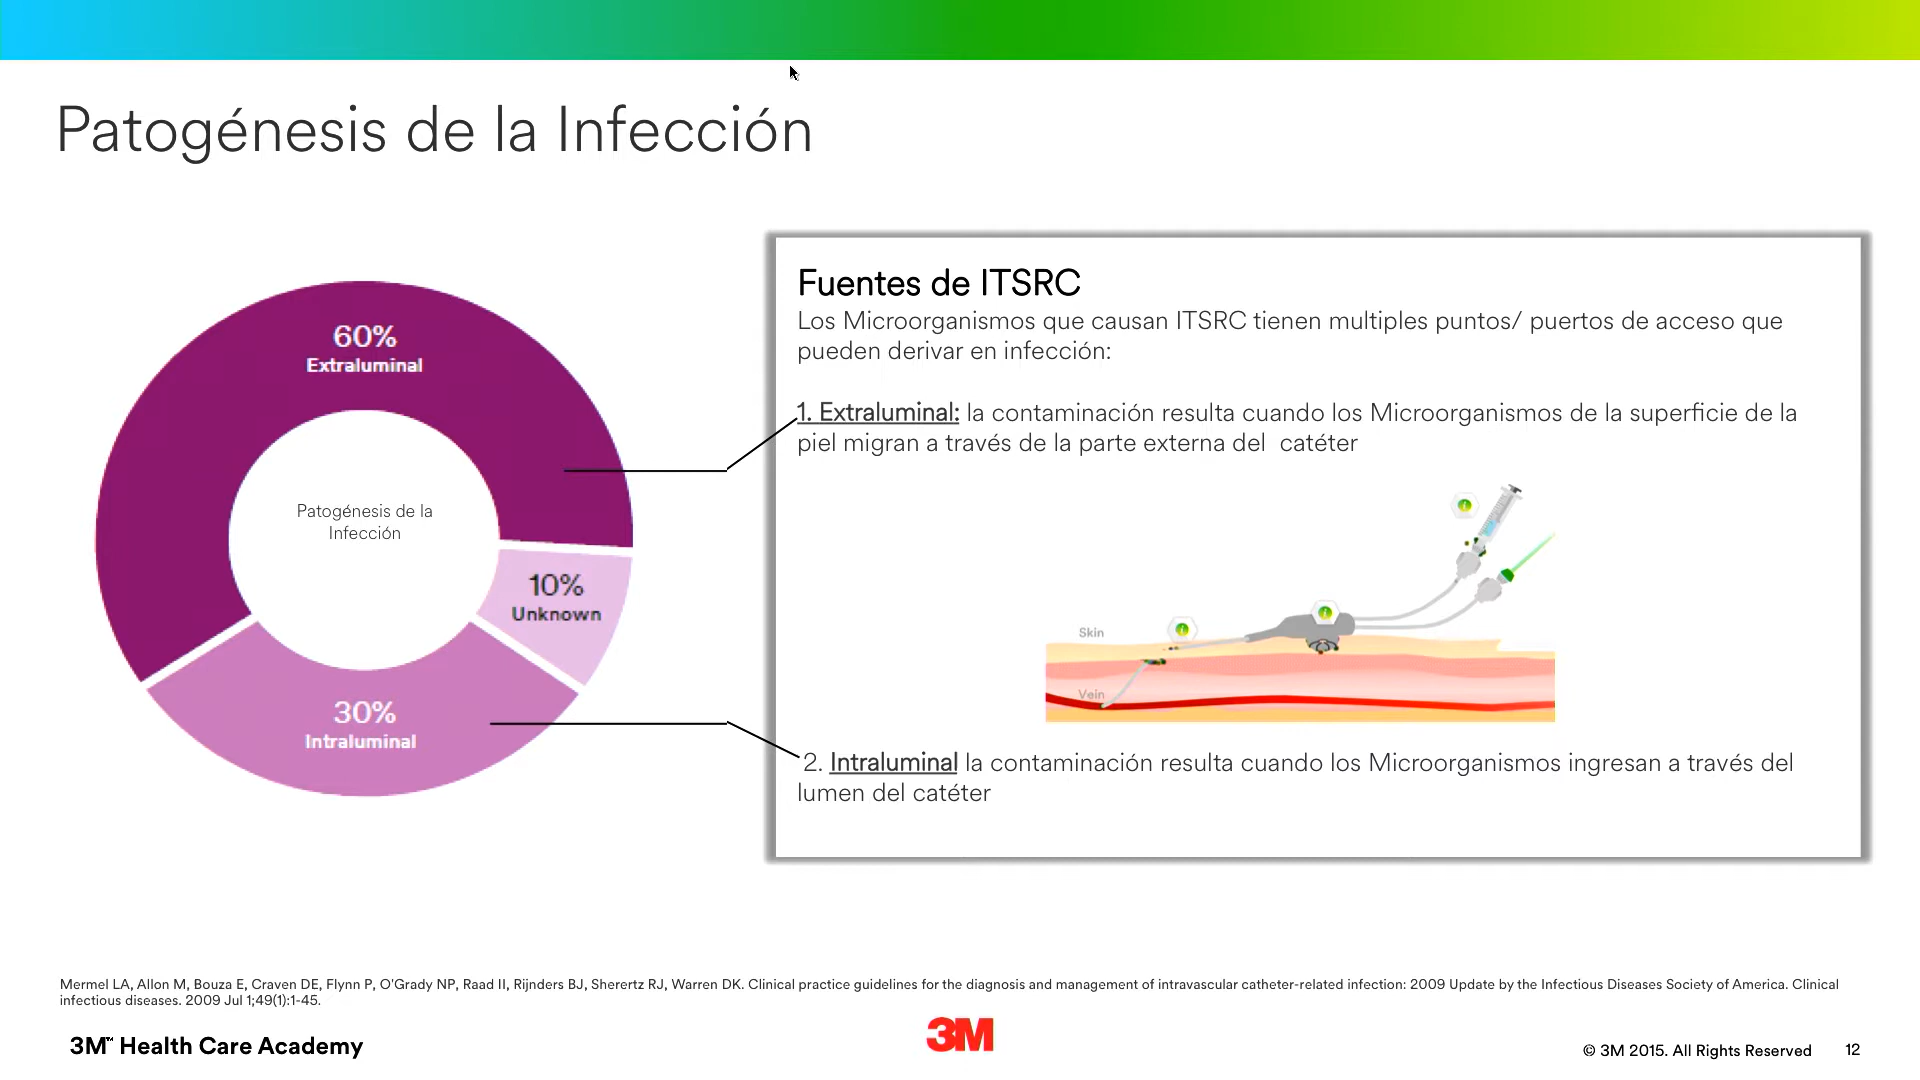 Patogénesis de la Infección
60%
Extraluminal
Patogénesis de la
Infección
10%
Unknown
30%
Intraluminal
Fuentes de ITSRC
Los Microorganismos que causan ITSRC tienen multiples puntos/ puertos de acceso que
pueden derivar en infección:
1. Extraluminal: la contaminación resulta cuando los Microorganismos de la superficie de la
piel migran a través de la parte externa del catéter
Skin
Vein
2. Intraluminal la contaminación resulta cuando los Microorganismos ingresan a través del
lumen del catéter
Mermel LA, Allon M, Bouza E, Craven DE, Flynn P, O'Grady NP, Raad II, Rijnders BJ, Sherertz RJ, Warren DK. Clinical practice guidelines for the diagnosis and management of intravascular catheter-related infection: 2009 Update by the Infectious Diseases Society of America. Clinical
infectious diseases. 2009 Jul 1;49(1):1-45.
3M™ Health Care Academy
3M
© 3M 2015. All Rights Reserved
12